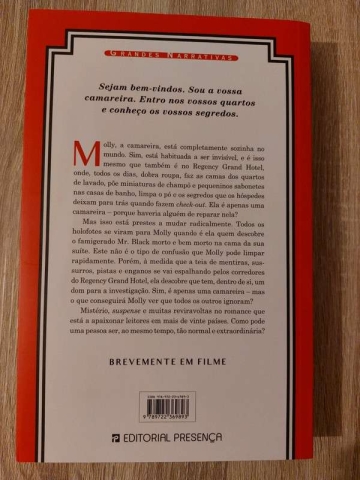 GRANDES NARRATIVAS
Sejam bem-vindos. Sou a vossa
camareira. Entro nos vossos quartos
e conheço os vossos segredos.
Molly, a camareira, está completamente sozinha no
mundo. Sim, está habituada a ser invisível, e é isso
mesmo que também é no Regency Grand Hotel,
onde, todos os dias, dobra roupa, faz as camas dos quartos
de lavado, põe miniaturas de champô e pequeninos sabonetes
nas casas de banho, limpa o pó e os segredos que os hóspedes
deixam para trás quando fazem check-out. Ela é apenas uma
camareira – porque haveria alguém de reparar nela?
Mas isso está prestes a mudar radicalmente. Todos os
holofotes se viram para Molly quando é ela quem descobre
o famigerado Mr. Black morto e bem morto na cama da sua
suíte. Este não é o tipo de confusão que Molly pode limpar
rapidamente. Porém, à medida que a teia de mentiras, sus-
surros, pistas e enganos se vai espalhando pelos corredores
do Regency Grand Hotel, ela descobre que tem, dentro de si, um
dom para a investigação. Sim, é apenas uma camareira – mas
o que conseguirá Molly ver que todos os outros ignoram?
Mistério, suspense e muitas reviravoltas no romance que
está a apaixonar leitores em mais de vinte países. Como pode
uma pessoa ser, ao mesmo tempo, tão normal e extraordinária?
BREVEMENTE EM FILME
9 789722 369893
EDITORIAL PRESENÇA